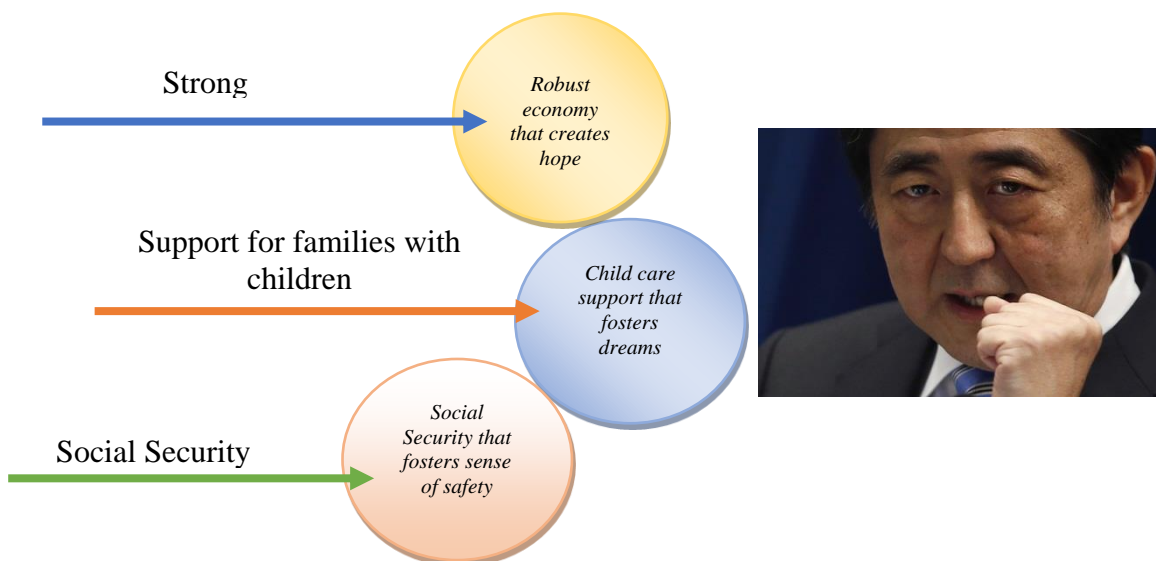 Strong
Robust
economy
that creates
hope
Support for families with
children
Child care
support that
fosters
dreams
Social Security
Social
Security that
fosters sense
of safety